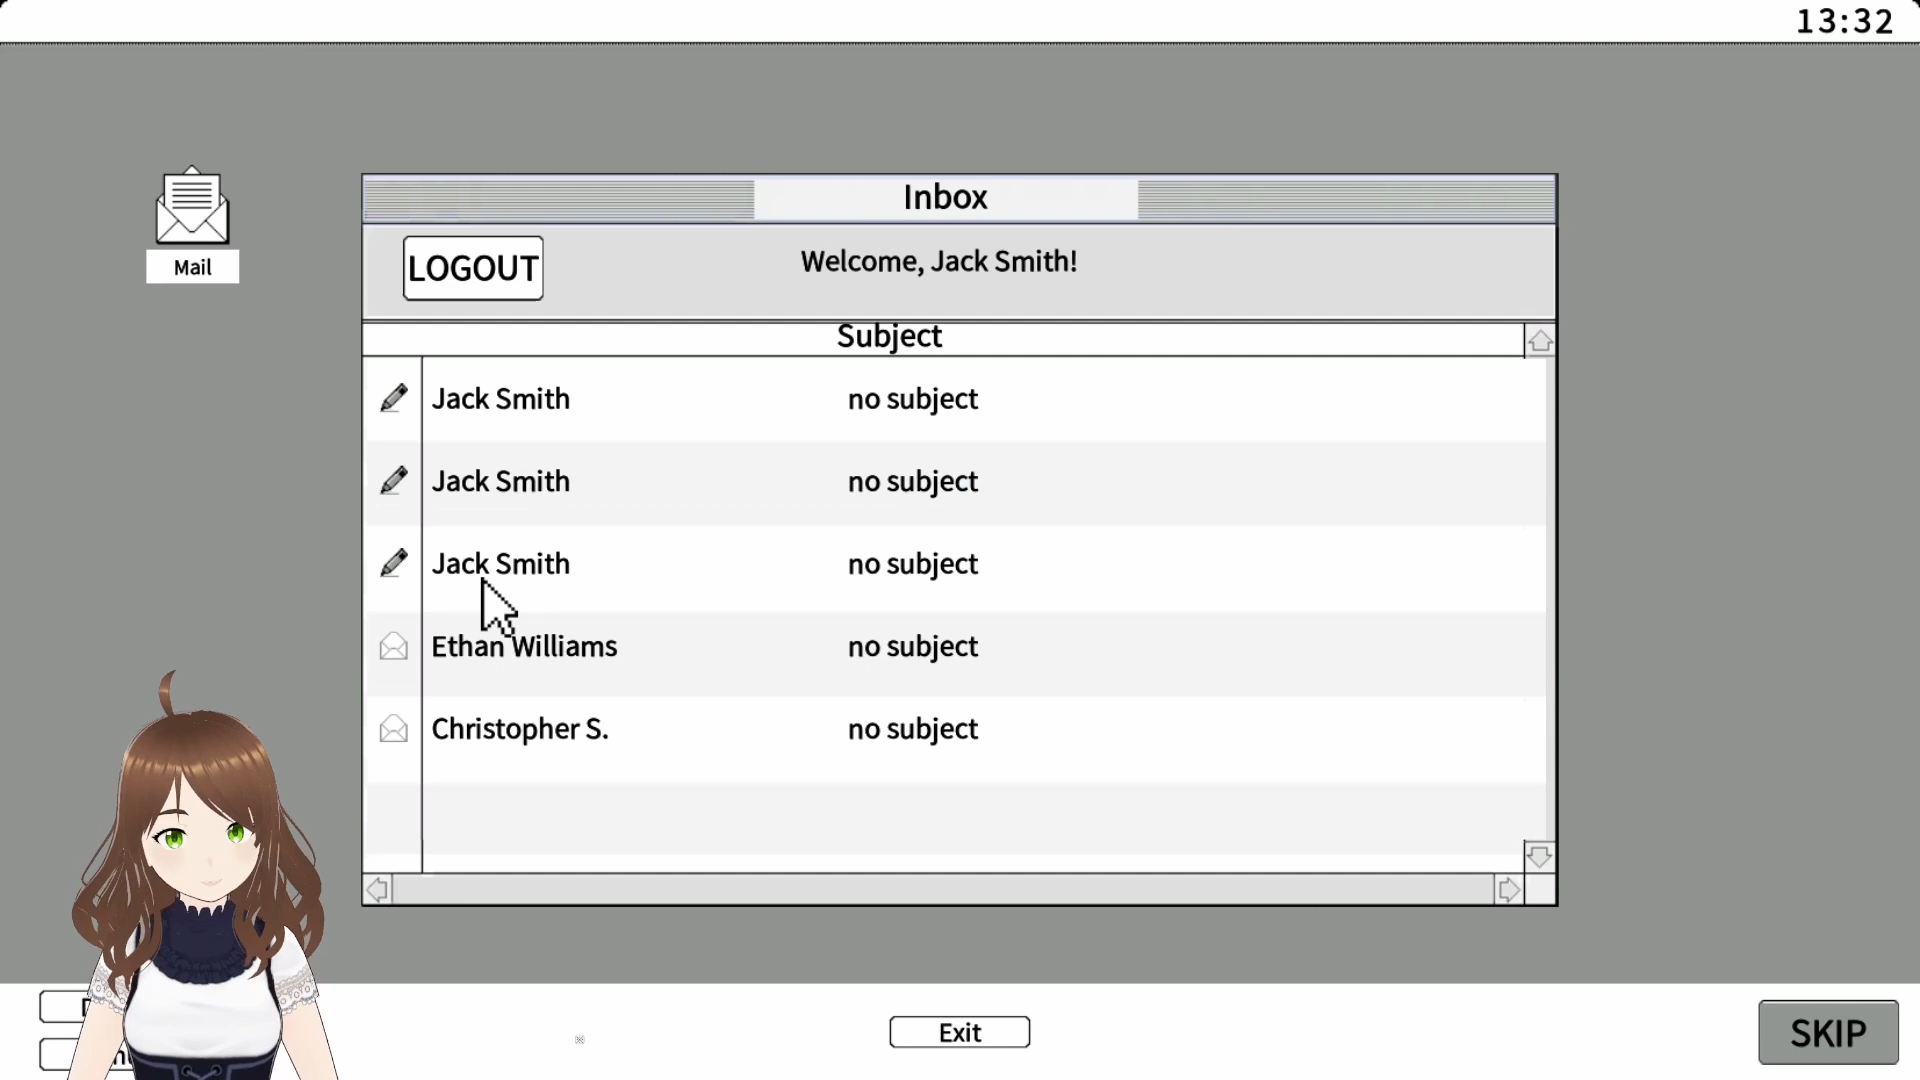 13:32
Mail
Inbox
LOGOUT
Welcome, Jack Smith!
Subject
Jack Smith no subject
Jack Smith no subject
Jack Smith no subject
Ethan Williams no subject
Christopher S. no subject
Exit
SKIP